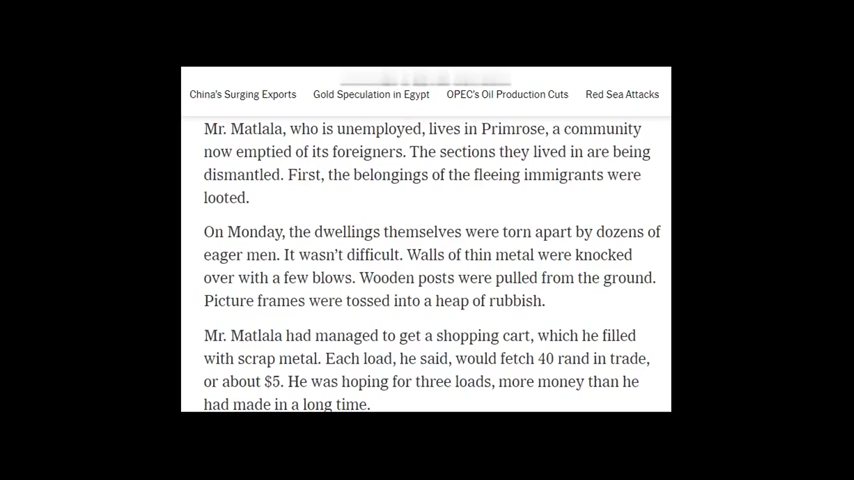 China's Surging Exports Gold Speculation in Egypt OPEC's Oil Production Cuts Red Sea Attacks
Mr. Matlala, who is unemployed, lives in Primrose, a community
now emptied of its foreigners. The sections they lived in are being
dismantled. First, the belongings of the fleeing immigrants were
looted.
On Monday, the dwellings themselves were torn apart by dozens of
eager men. It wasn't difficult. Walls of thin metal were knocked
over with a few blows. Wooden posts were pulled from the ground.
Picture frames were tossed into a heap of rubbish.
Mr. Matlala had managed to get a shopping cart, which he filled
with scrap metal. Each load, he said, would fetch 40 rand in trade,
or about $5. He was hoping for three loads, more money than he
had made in a long time.